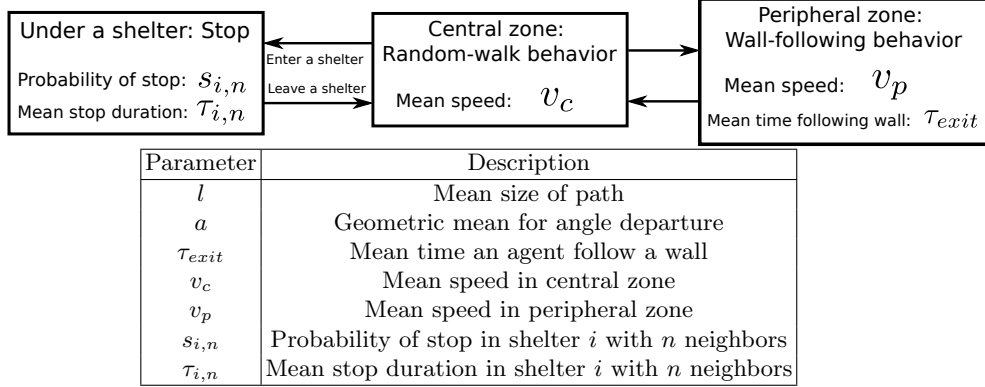 Under a shelter: Stop
Probability of stop: s_{i,n}
Mean stop duration: τ_{i,n}
Enter a shelter
Leave a shelter
Central zone:
Random-walk behavior
Mean speed: v_c
Peripheral zone:
Wall-following behavior
Mean speed: v_p
Mean time following wall: τ_{exit}
Parameter Description
l Mean size of path
a Geometric mean for angle departure
τ_{exit} Mean time an agent follow a wall
v_c Mean speed in central zone
v_p Mean speed in peripheral zone
s_{i,n} Probability of stop in shelter i with n neighbors
τ_{i,n} Mean stop duration in shelter i with n neighbors